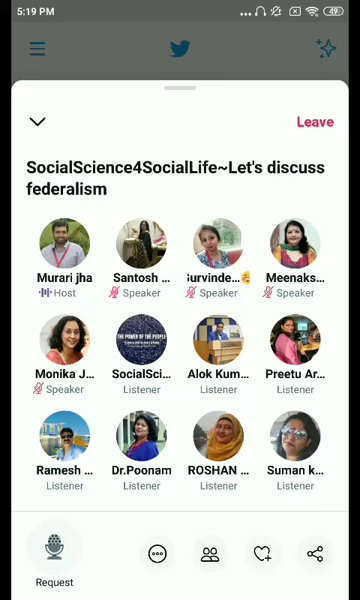 5:19 PM
49
Leave
SocialScience4SocialLife~Let's discuss
federalism
Murari jha
Santosh ...
Meenaks...
Host
Speaker
Speaker
Speaker
Monika J...
SocialSci...
Alok Kum...
Preetu Ar...
Speaker
Listener
Listener
Listener
THE POWER OF THE PEOPLE
Ramesh ...
Dr.Poonam
ROSHAN ...
Suman k...
Listener
Listener
Listener
Listener
Request